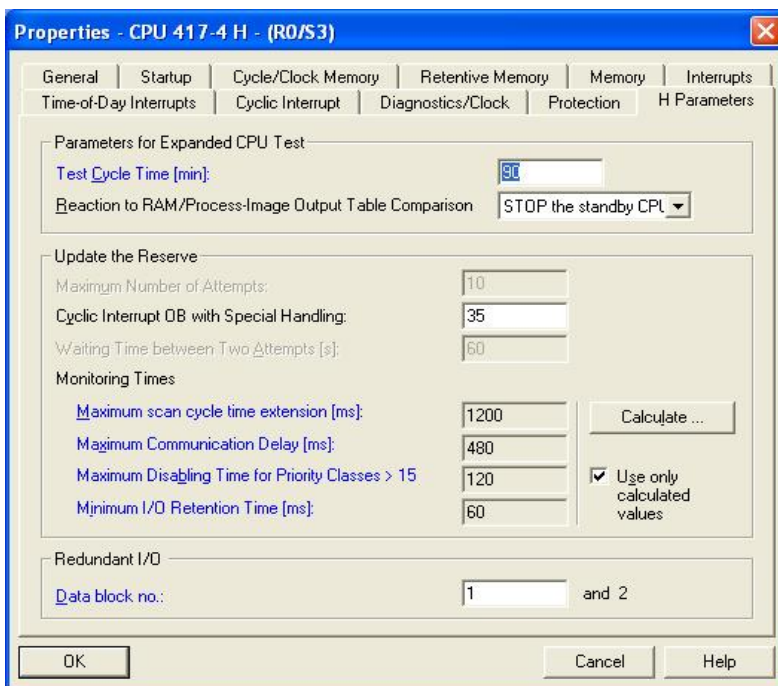 Properties - CPU 417-4 H - (R0/S3)
General Startup Cycle/Clock Memory Retentive Memory Memory Interrupts
Time-of-Day Interrupts Cyclic Interrupt Diagnostics/Clock Protection H Parameters
Parameters for Expanded CPU Test
Test Cycle Time [min]: 90
Reaction to RAM/Process-Image Output Table Comparison STOP the standby CPU
Update the Reserve
Maximum Number of Attempts: 10
Cyclic Interrupt OB with Special Handling: 35
Waiting Time between Two Attempts [s]: 60
Monitoring Times
Maximum scan cycle time extension [ms]: 1200 Calculate ...
Maximum Communication Delay [ms]: 480
Maximum Disabling Time for Priority Classes > 15 120 Use only
calculated
values
Minimum I/O Retention Time [ms]: 60
Redundant I/O
Data block no.: 1 and 2
OK Cancel Help